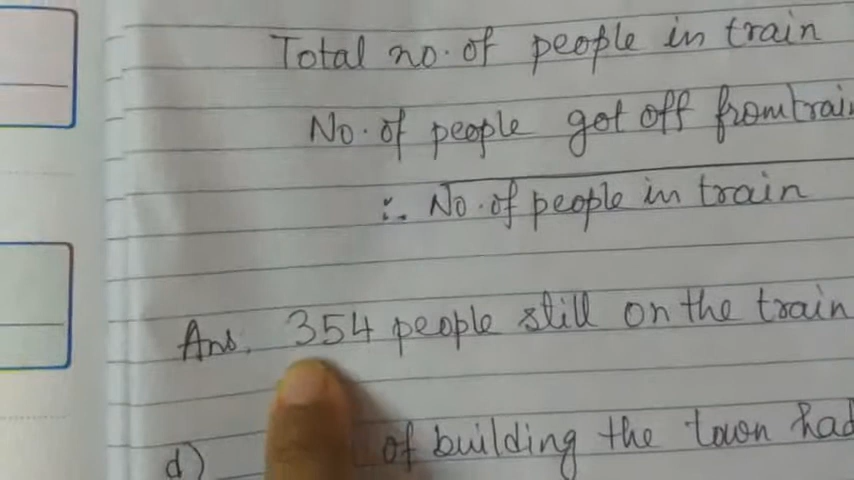 Total no. of people in train
No. of people got off from train
∴ No. of people in train
Ans. 354 people still on the train
d) of building the town had